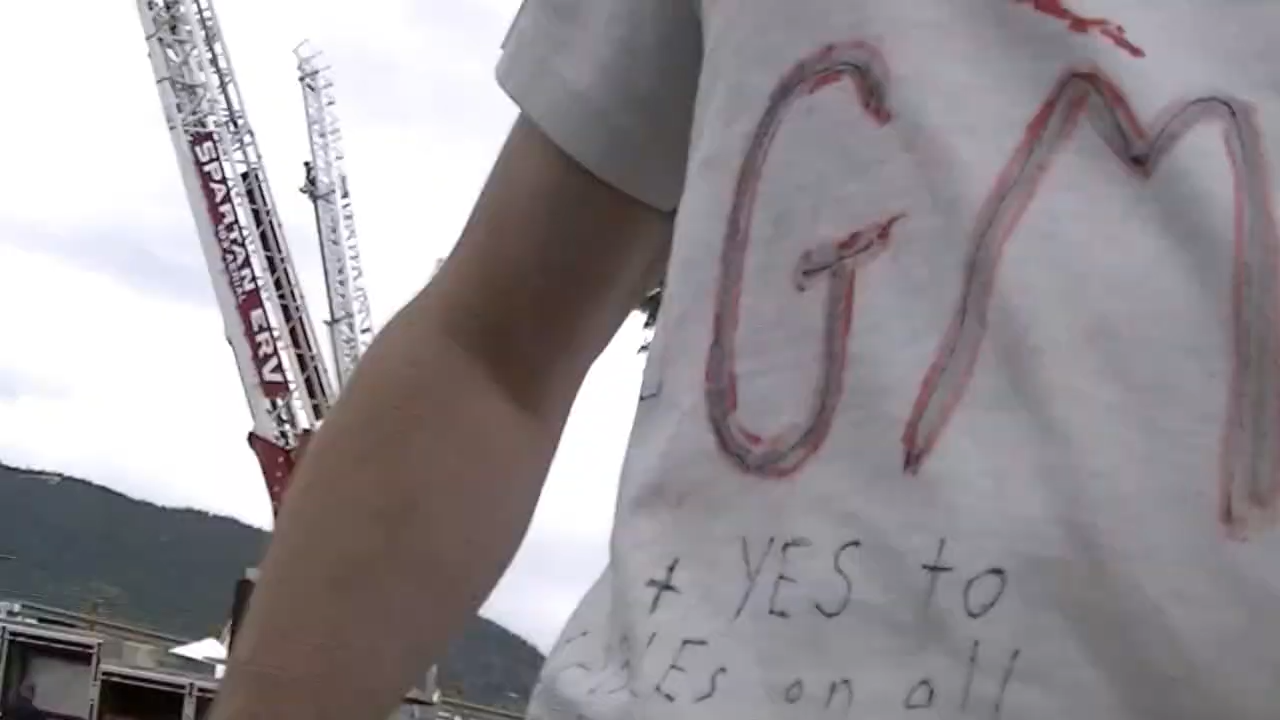 SPARTAN ERV
GM
+ YES to
on all